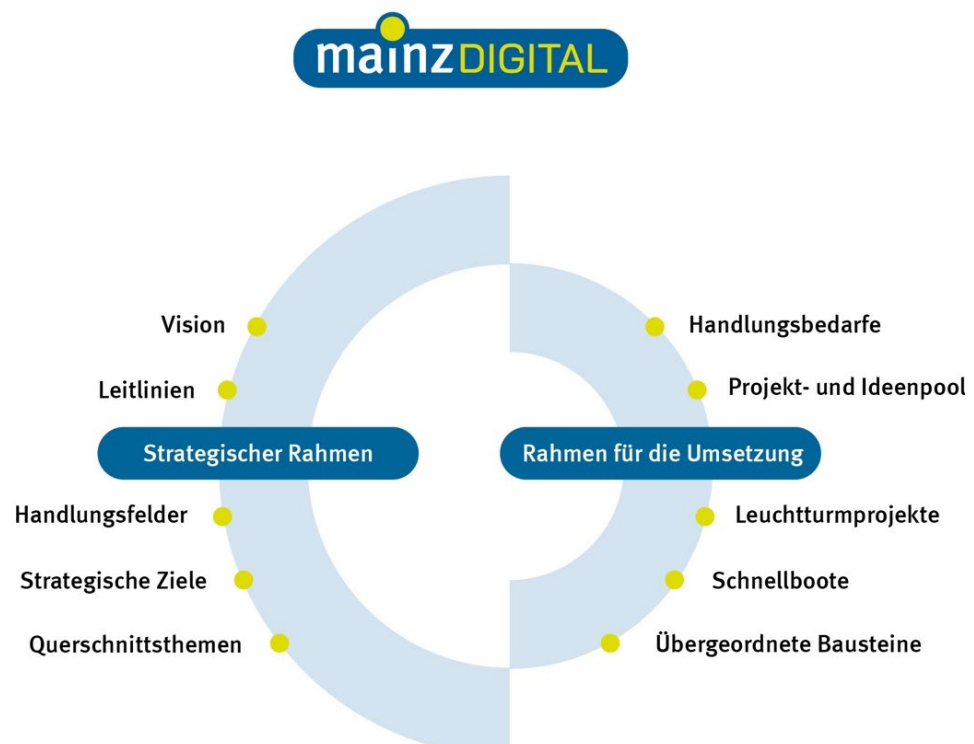 mainzDIGITAL
Vision
Leitlinien
Strategischer Rahmen
Handlungsfelder
Strategische Ziele
Querschnittsthemen
Handlungsbedarfe
Projekt- und Ideenpool
Rahmen für die Umsetzung
Leuchtturmprojekte
Schnellboote
Übergeordnete Bausteine